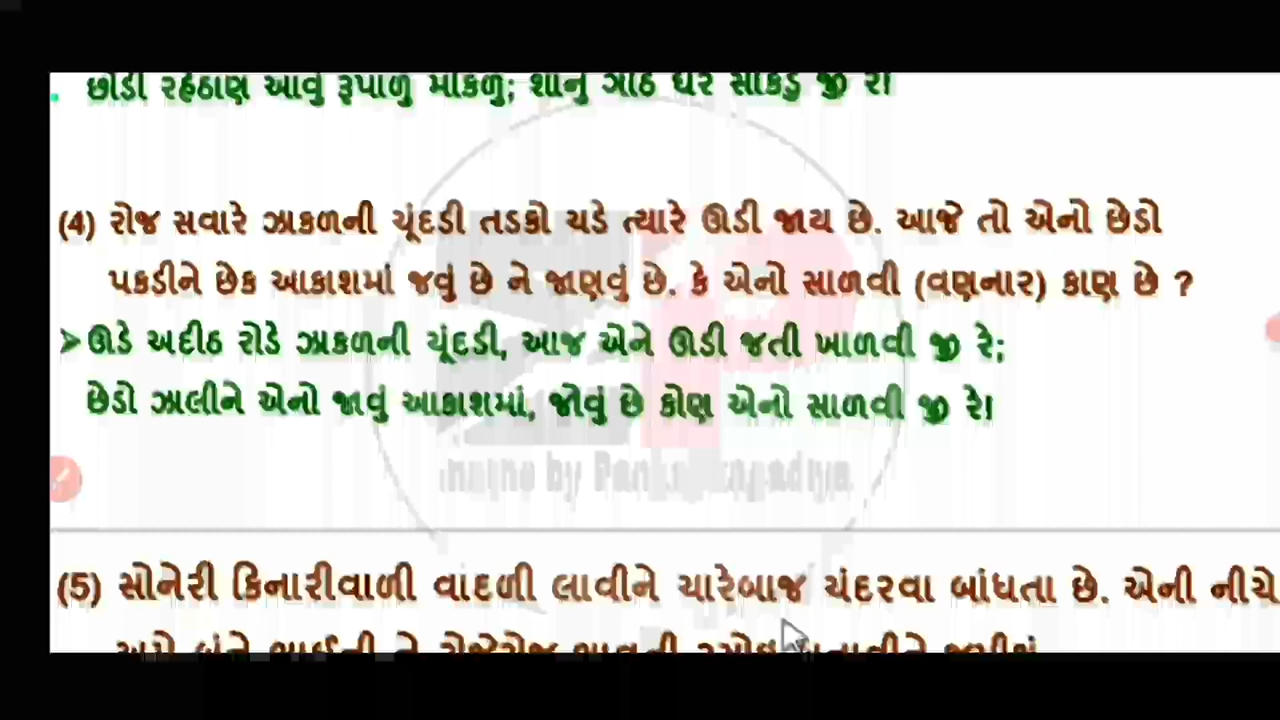 છોડી રહેઠાણ આવું રૂપાળું મોકળું; શાનું ગોઠે ઘર સાંકડું જી રે!
(4) રોજ સવારે ઝાકળની ચૂંદડી તડકો ચડે ત્યારે ઊડી જાય છે. આજે તો એનો છેડો
પકડીને છેક આકાશમાં જવું છે ને જાણવું છે. કે એનો સાળવી (વણનાર) કાણ છે ?
➢ ઊડે અદીઠ રોડે ઝાકળની ચૂંદડી, આજ એને ઊડી જતી ખાળવી જી રે;
છેડો ઝાલીને એનો જાવું આકાશમાં, જોવું છે કોણ એનો સાળવી જી રે!
by
(5) સોનેરી કિનારીવાળી વાદળી લાવીને ચારેબાજ ચંદરવા બાંધતા છે. એની નીચે